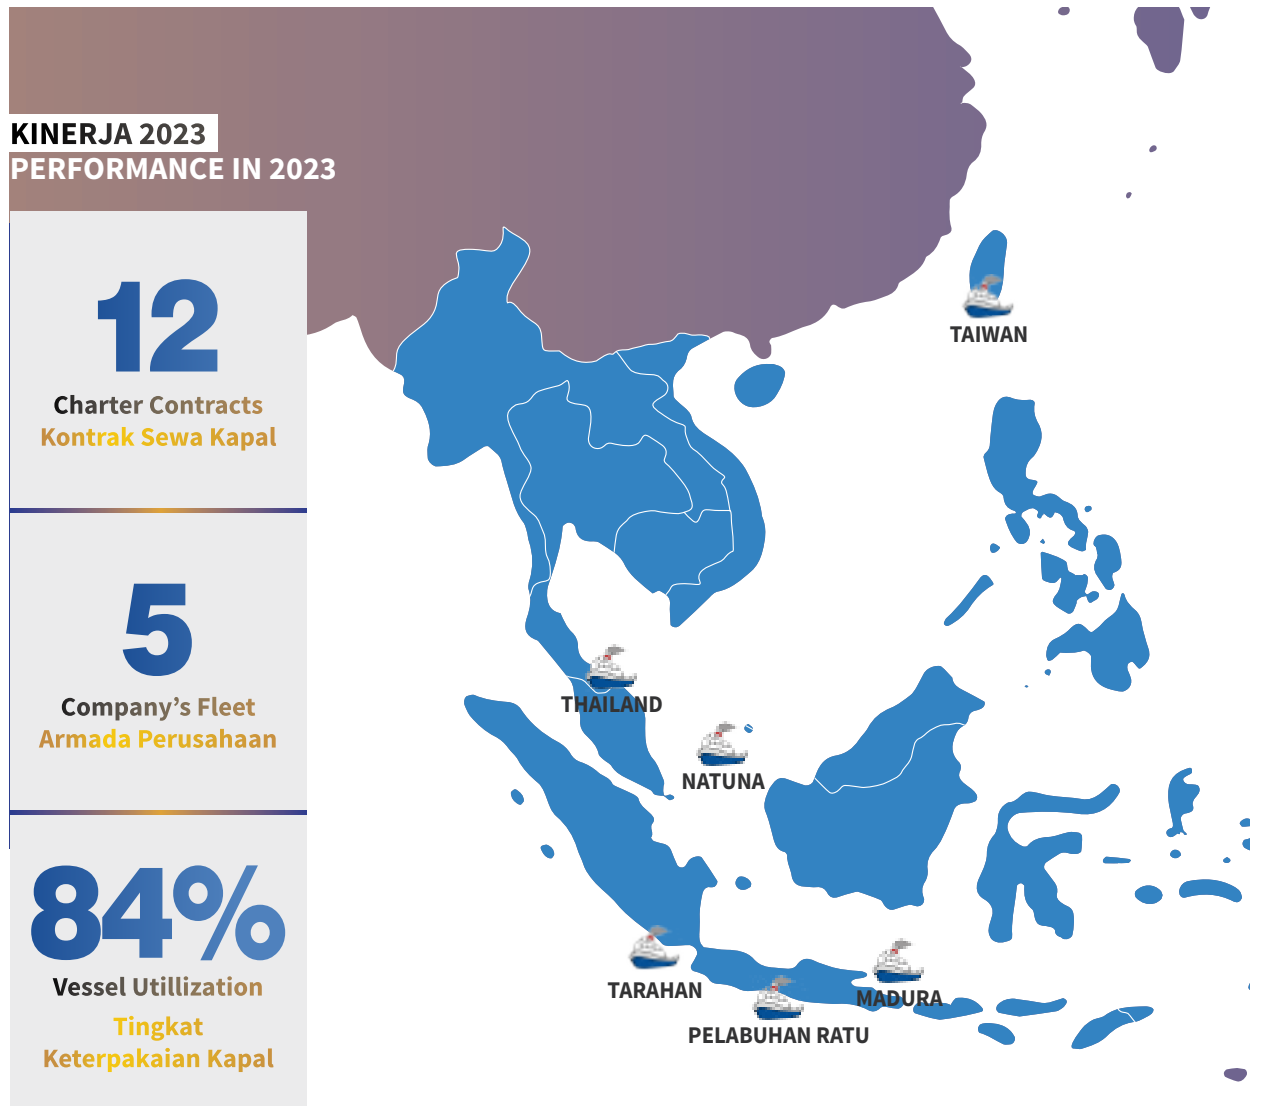 KINERJA 2023
PERFORMANCE IN 2023
12
Charter Contracts
Kontrak Sewa Kapal
5
Company’s Fleet
Armada Perusahaan
84%
Vessel Utillization
Tingkat
Keterpakaian Kapal
TAIWAN
THAILAND
NATUNA
TARAHAN
MADURA
PELABUHAN RATU